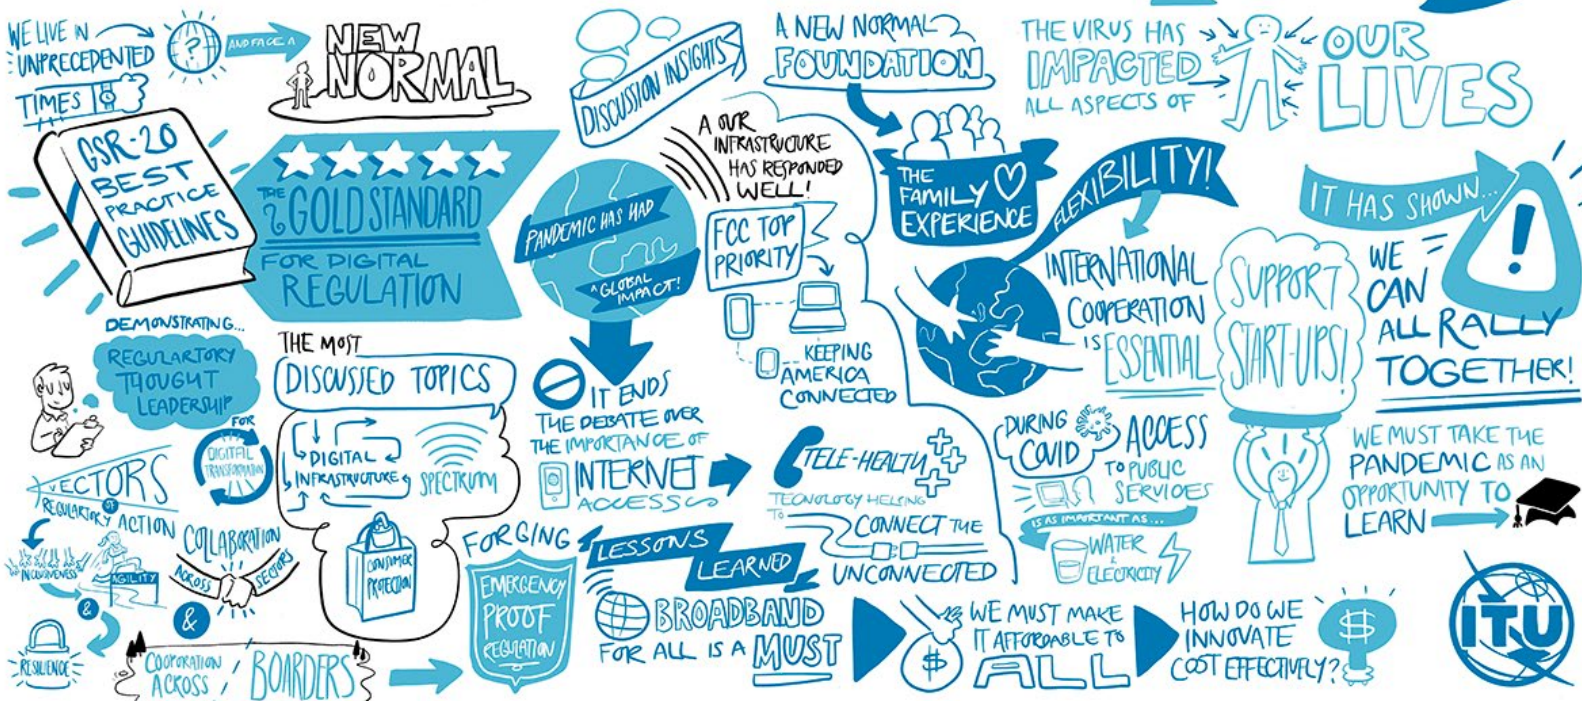 WE LIVE IN
UNPRECEDENTED
TIMES
?
AND FACE A
NEW
NORMAL
GSR-20
BEST
PRACTICE
GUIDELINES
THE
GOLD STANDARD
FOR DIGITAL
REGULATION
DEMONSTRATING...
REGULARTORY
THOUGHT
LEADERSHIP
FOR
DIGITAL
TRANSFORMATION
VECTORS
OF
REGULARTORY ACTION
INCLUSIVENESS
AGILITY
&
RESILIENCE
COLLABORATION
ACROSS
SECTORS
&
COOPORATION
ACROSS
BOARDERS
THE MOST
DISCUSSED TOPICS
DIGITAL
INFRASTRUCTURE
SPECTRUM
CONSUMER
PROTECTION
FORGING
EMERGENCY
PROOF
REGULATION
DISCUSSION INSIGHTS
PANDEMIC HAS HAD
A GLOBAL
IMPACT!
IT ENDS
THE DEBATE OVER
THE IMPORTANCE OF
INTERNET
ACCESS
A OUR
INFRASTRUCTURE
HAS RESPONDED
WELL!
FCC TOP
PRIORITY
KEEPING
AMERICA
CONNECTED
TELE-HEALTH
TECNOLOGY HELPING
TO
CONNECT THE
UNCONNECTED
LESSONS
LEARNED
BROADBAND
FOR ALL IS A MUST
A NEW NORMAL
FOUNDATION
THE
FAMILY
EXPERIENCE
FLEXIBILITY!
INTERNATIONAL
COOPERATION
IS ESSENTIAL
DURING
COVID
ACCESS
TO PUBLIC
SERVICES
IS AS IMPORTANT AS...
WATER
&
ELECTRICITY
$
WE MUST MAKE
IT AFFORDABLE TO
ALL
HOW DO WE
INNOVATE
COST EFFECTIVELY?
$
THE VIRUS HAS
IMPACTED
ALL ASPECTS OF
OUR
LIVES
SUPPORT
START-UPS!
IT HAS SHOWN...
!
WE
CAN
ALL RALLY
TOGETHER!
WE MUST TAKE THE
PANDEMIC AS AN
OPPORTUNITY TO
LEARN
ITU